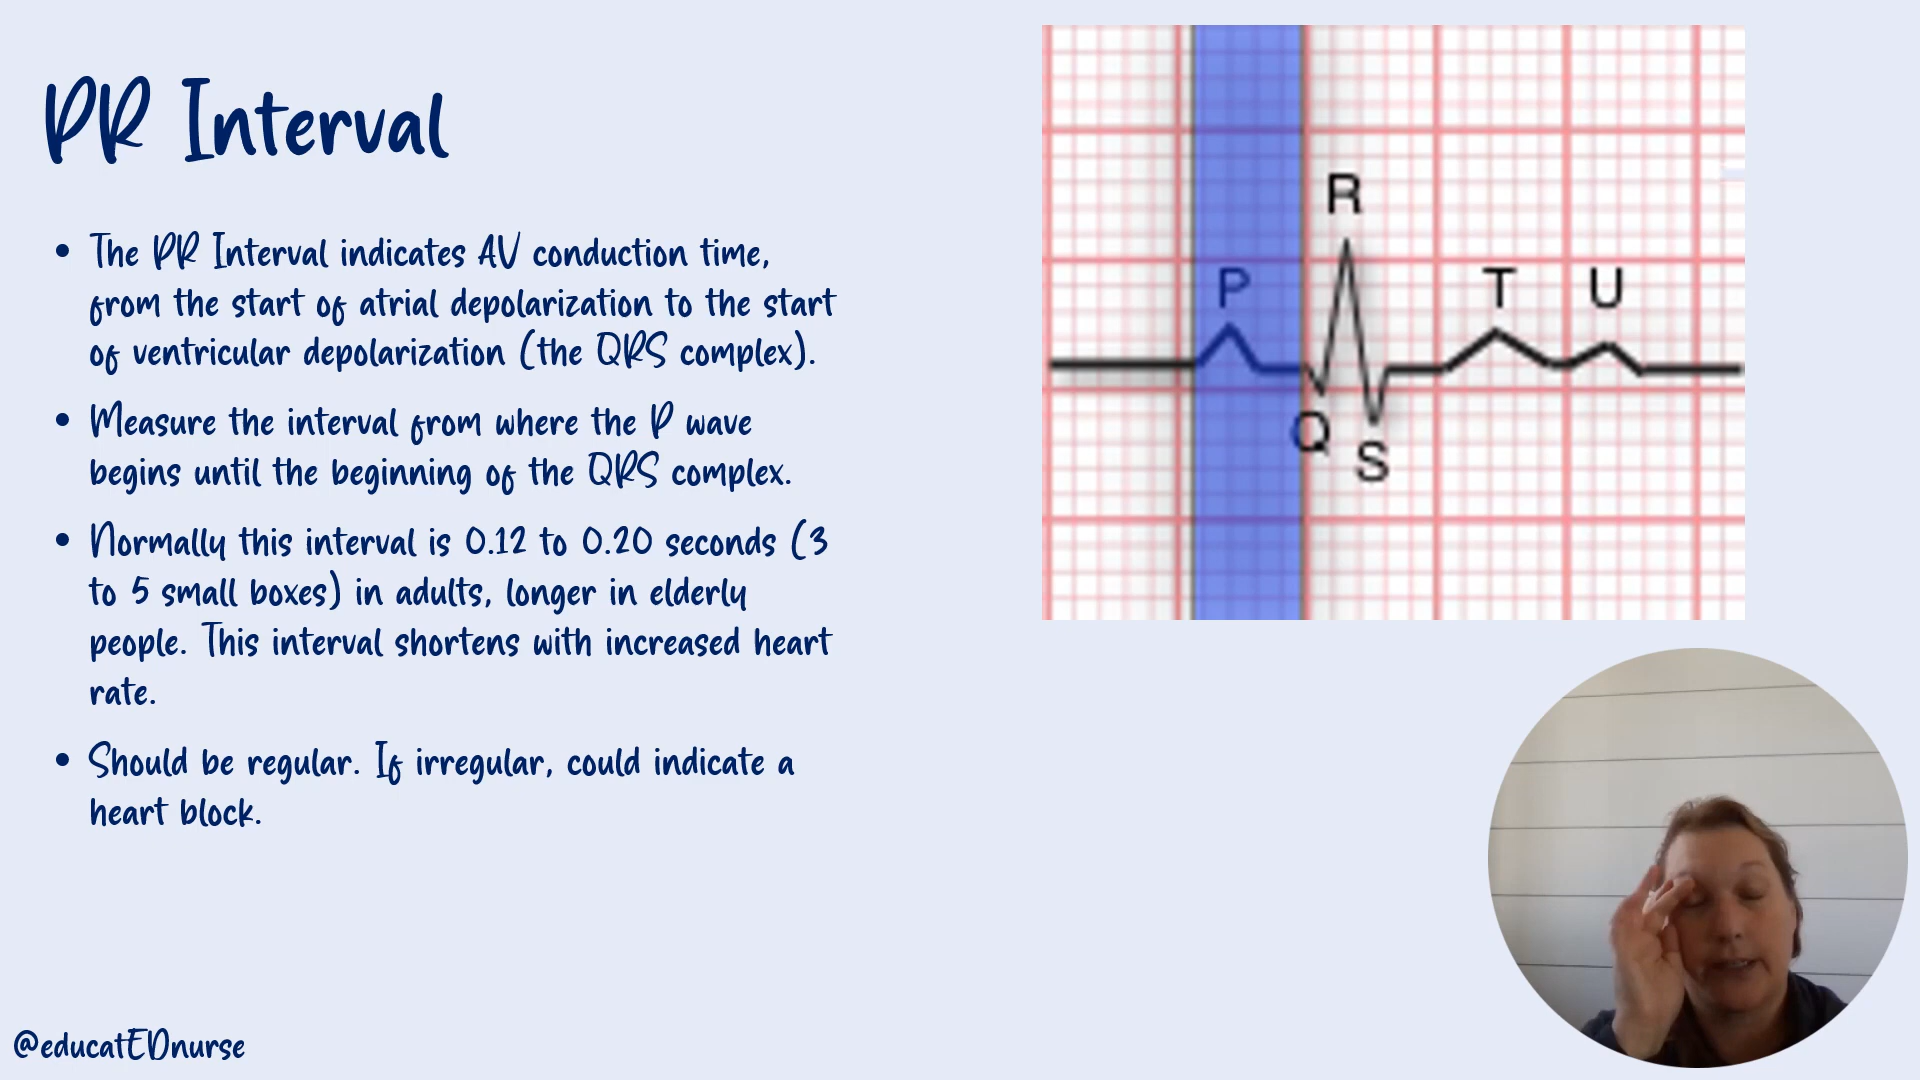 PR Interval
The PR Interval indicates AV conduction time,
from the start of atrial depolarization to the start
of ventricular depolarization (the QRS complex).
Measure the interval from where the P wave
begins until the beginning of the QRS complex.
Normally this interval is 0.12 to 0.20 seconds (3
to 5 small boxes) in adults, longer in elderly
people. This interval shortens with increased heart
rate.
Should be regular. If irregular, could indicate a
heart block.
R
P
T
U
Q
S
@educatEDnurse